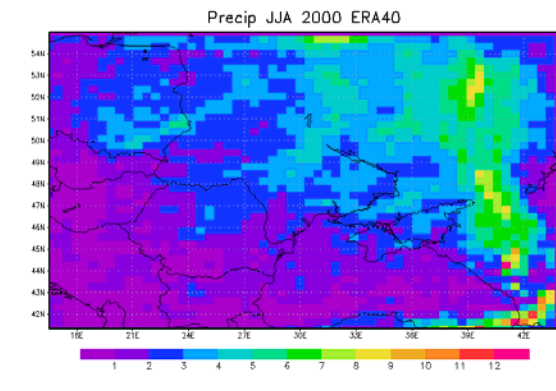 Precip JJA 2000 ERA40
54N
53N
52N
51N
50N
49N
48N
47N
46N
45N
44N
43N
42N
18E 21E 24E 27E 30E 33E 36E 39E 42E
1 2 3 4 5 6 7 8 9 10 11 12